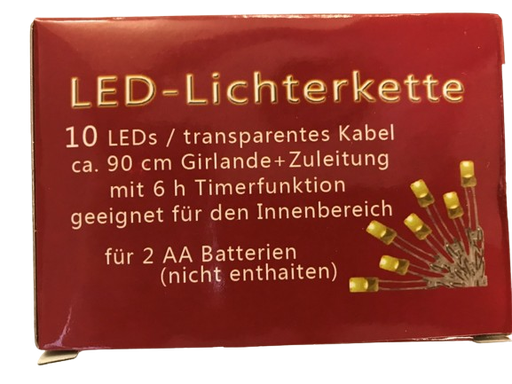 LED-Lichterkette
10 LEDs / transparentes Kabel
ca. 90 cm Girlande+Zuleitung
mit 6 h Timerfunktion
geeignet für den Innenbereich
für 2 AA Batterien
(nicht enthaiten)